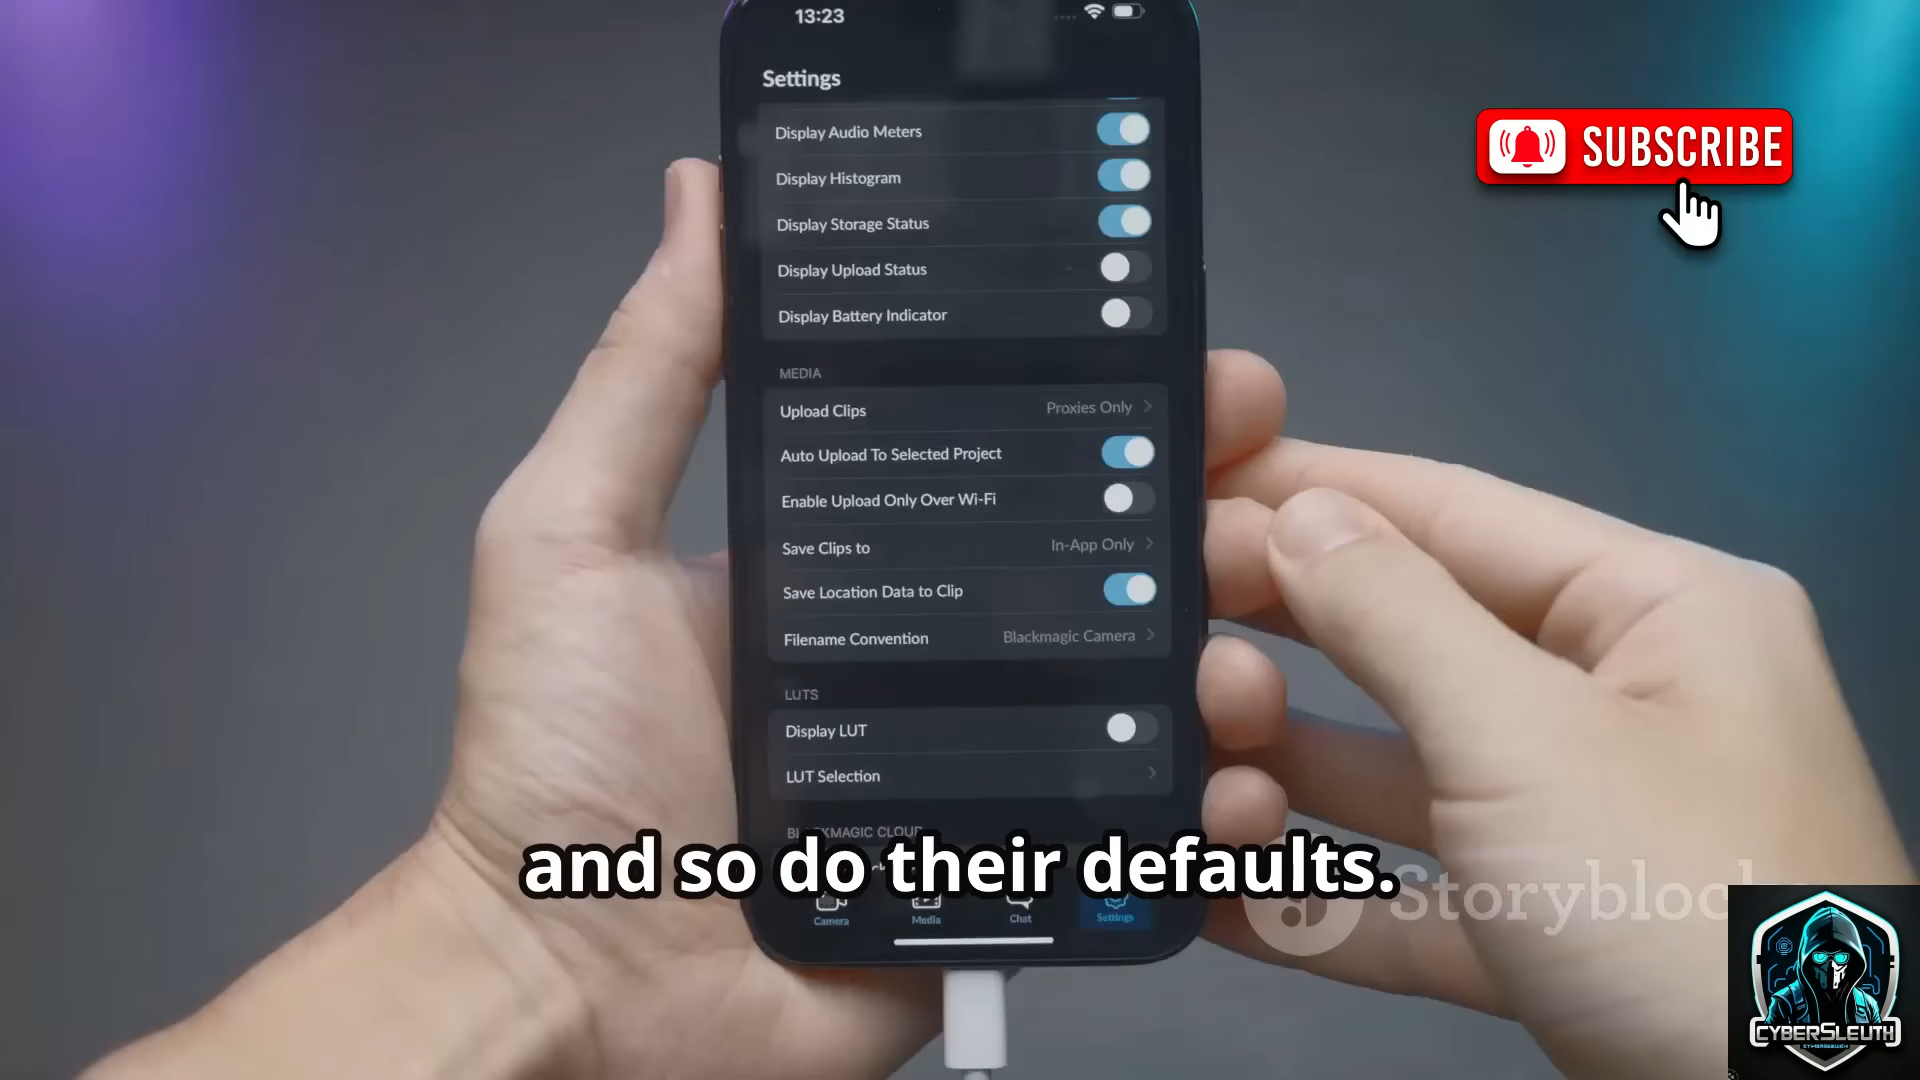 13:23
Settings
SUBSCRIBE
Display Audio Meters
Display Histogram
Display Storage Status
Display Upload Status
Display Battery Indicator
MEDIA
Upload Clips Proxies Only
Auto Upload To Selected Project
Enable Upload Only Over Wi-Fi
Save Clips to In-App Only
Save Location Data to Clip
Filename Convention Blackmagic Camera
LUTS
Display LUT
LUT Selection
BLACKMAGIC CLOUD
and so do their defaults.
Storyblocks
Camera Media Chat Settings
CYBERSLEUTH